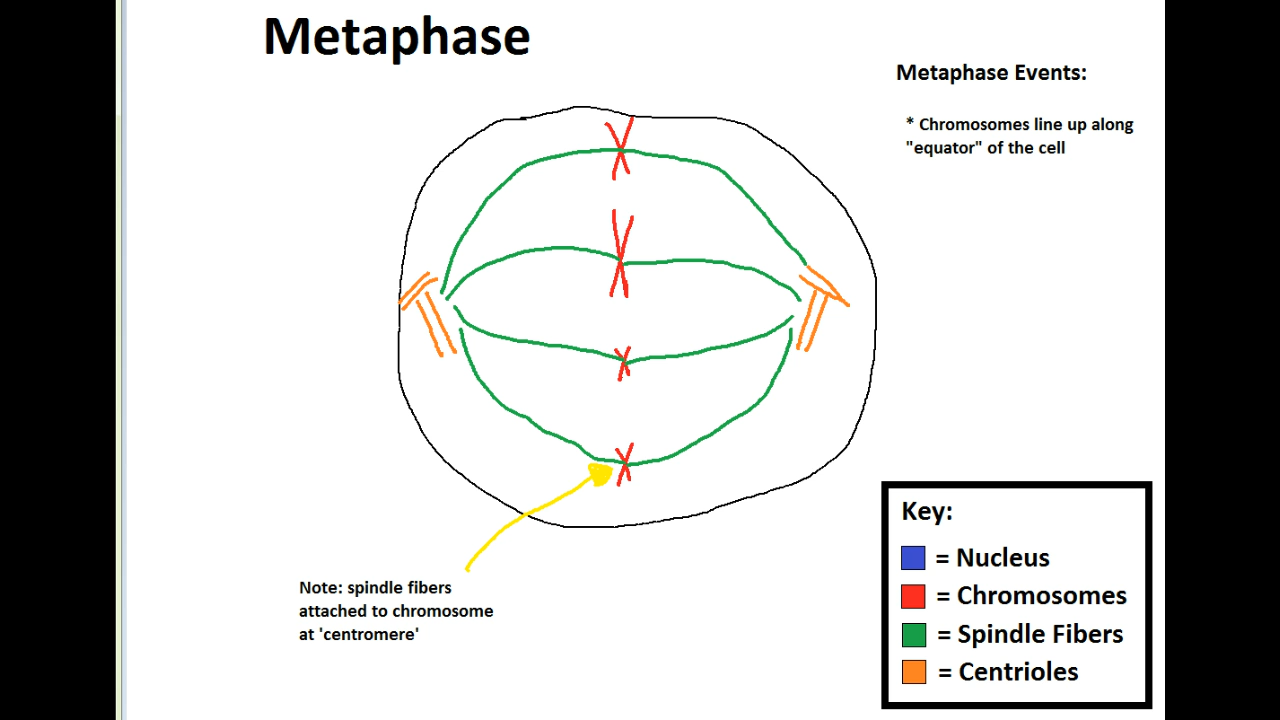 Metaphase
Metaphase Events:
* Chromosomes line up along
"equator" of the cell
Note: spindle fibers
attached to chromosome
at 'centromere'
Key:
= Nucleus
= Chromosomes
= Spindle Fibers
= Centrioles